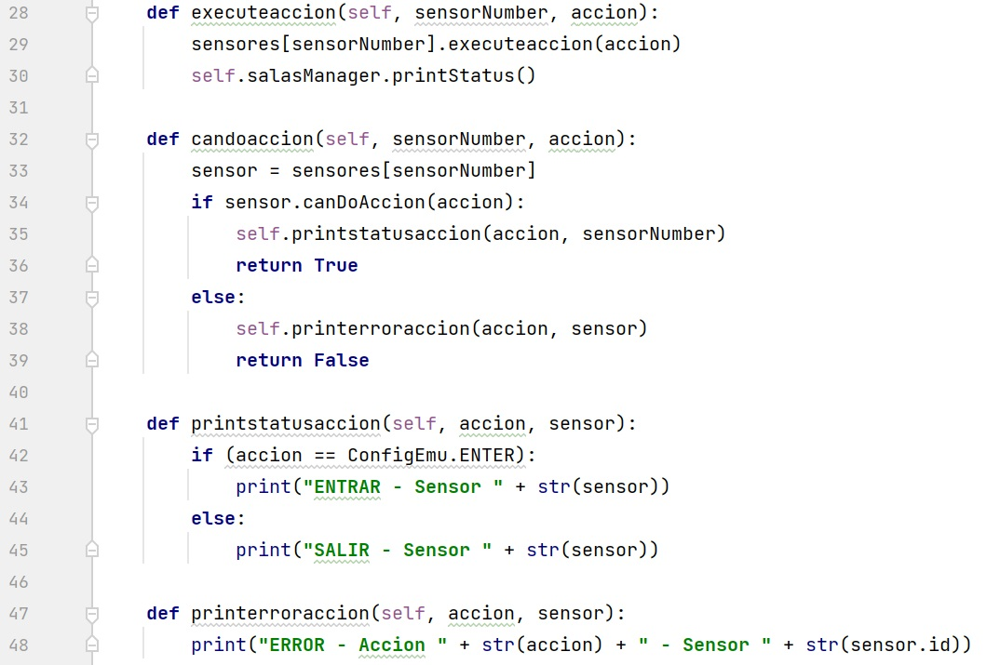 28 def executeaccion(self, sensorNumber, accion):
29 sensores[sensorNumber].executeaccion(accion)
30 self.salasManager.printStatus()
31
32 def candoaccion(self, sensorNumber, accion):
33 sensor = sensores[sensorNumber]
34 if sensor.canDoAccion(accion):
35 self.printstatusaccion(accion, sensorNumber)
36 return True
37 else:
38 self.printerroraccion(accion, sensor)
39 return False
40
41 def printstatusaccion(self, accion, sensor):
42 if (accion == ConfigEmu.ENTER):
43 print("ENTRAR - Sensor " + str(sensor))
44 else:
45 print("SALIR - Sensor " + str(sensor))
46
47 def printerroraccion(self, accion, sensor):
48 print("ERROR - Accion " + str(accion) + " - Sensor " + str(sensor.id))